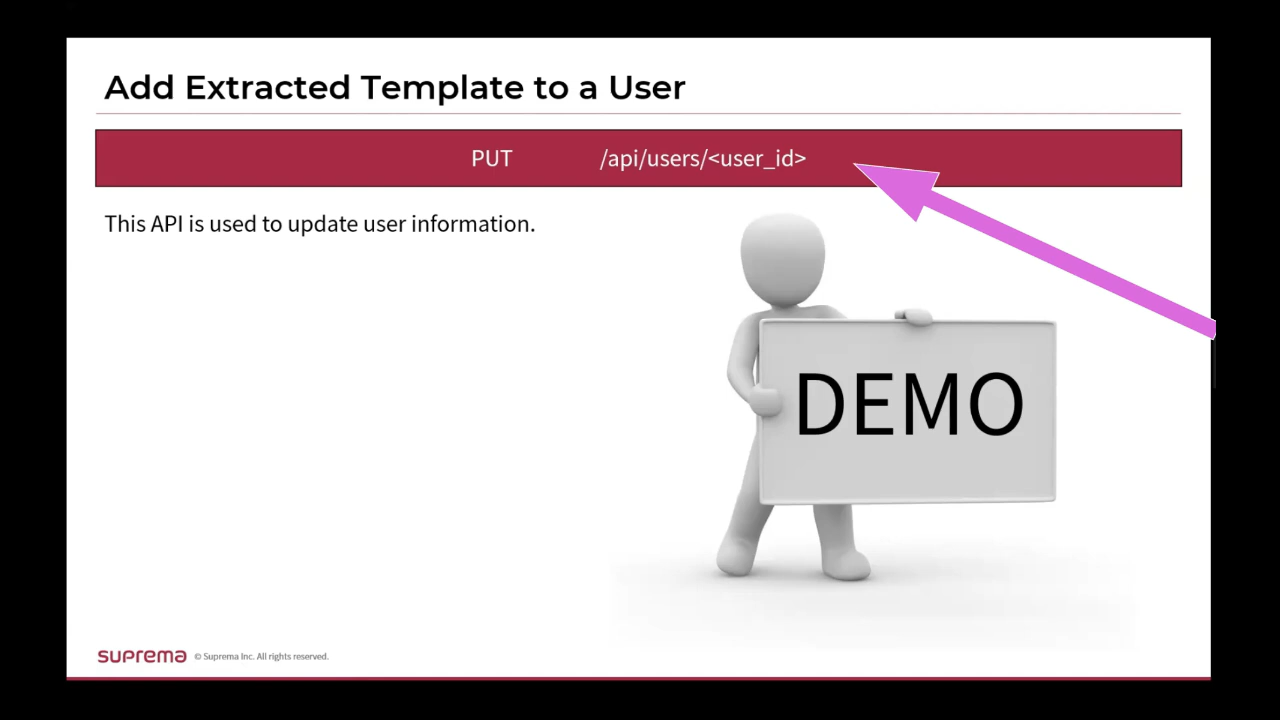 Add Extracted Template to a User
PUT /api/users/<user_id>
This API is used to update user information.
DEMO
suprema © Suprema Inc. All rights reserved.